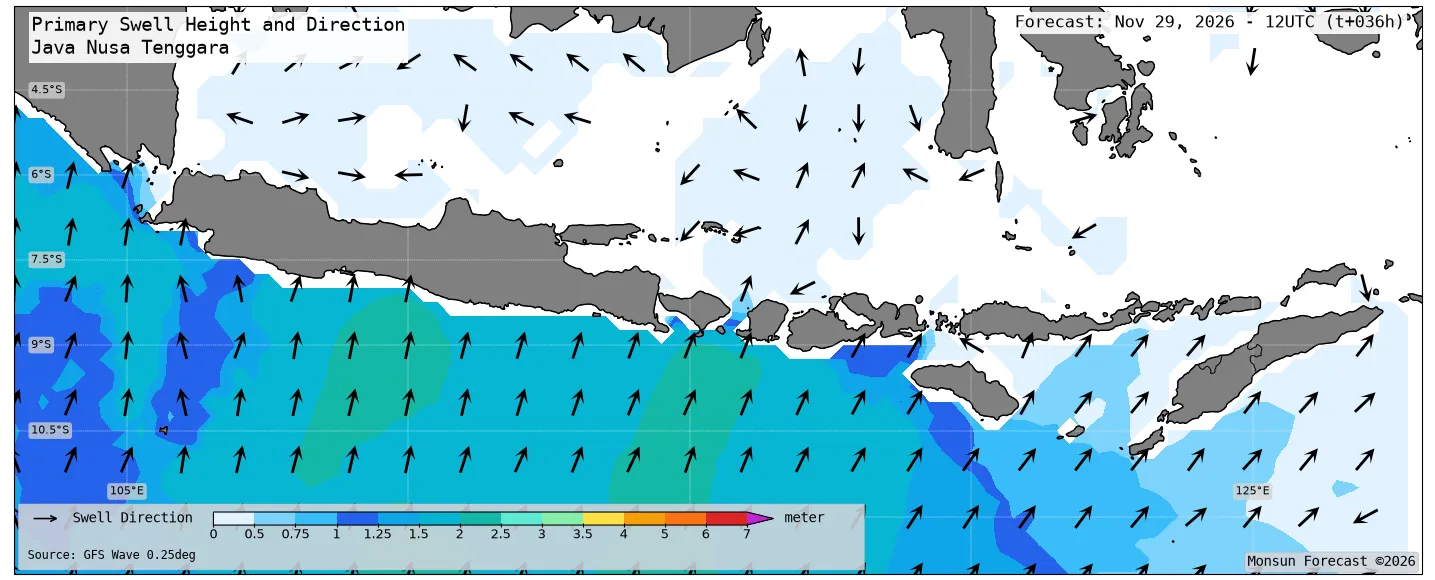 Primary Swell Height and Direction
Java Nusa Tenggara
Forecast: Nov 29, 2026 - 12UTC (t+036h)
4.5°S
6°S
7.5°S
9°S
10.5°S
105°E
125°E
Swell Direction
0 0.5 0.75 1 1.25 1.5 2 2.5 3 3.5 4 5 6 7
meter
Source: GFS Wave 0.25deg
Monsun Forecast ©2026